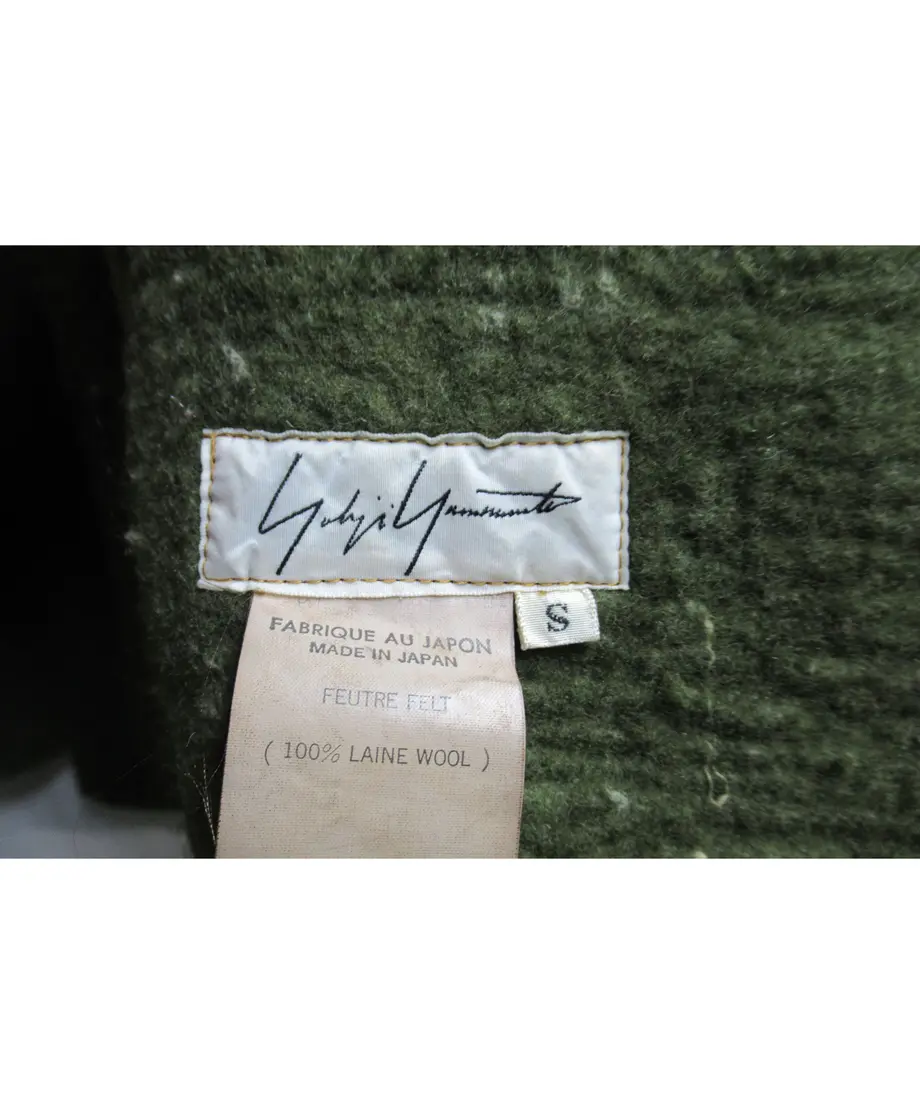 Yohji Yamamoto
S
FABRIQUE AU JAPON
MADE IN JAPAN
FEUTRE FELT
( 100% LAINE WOOL )